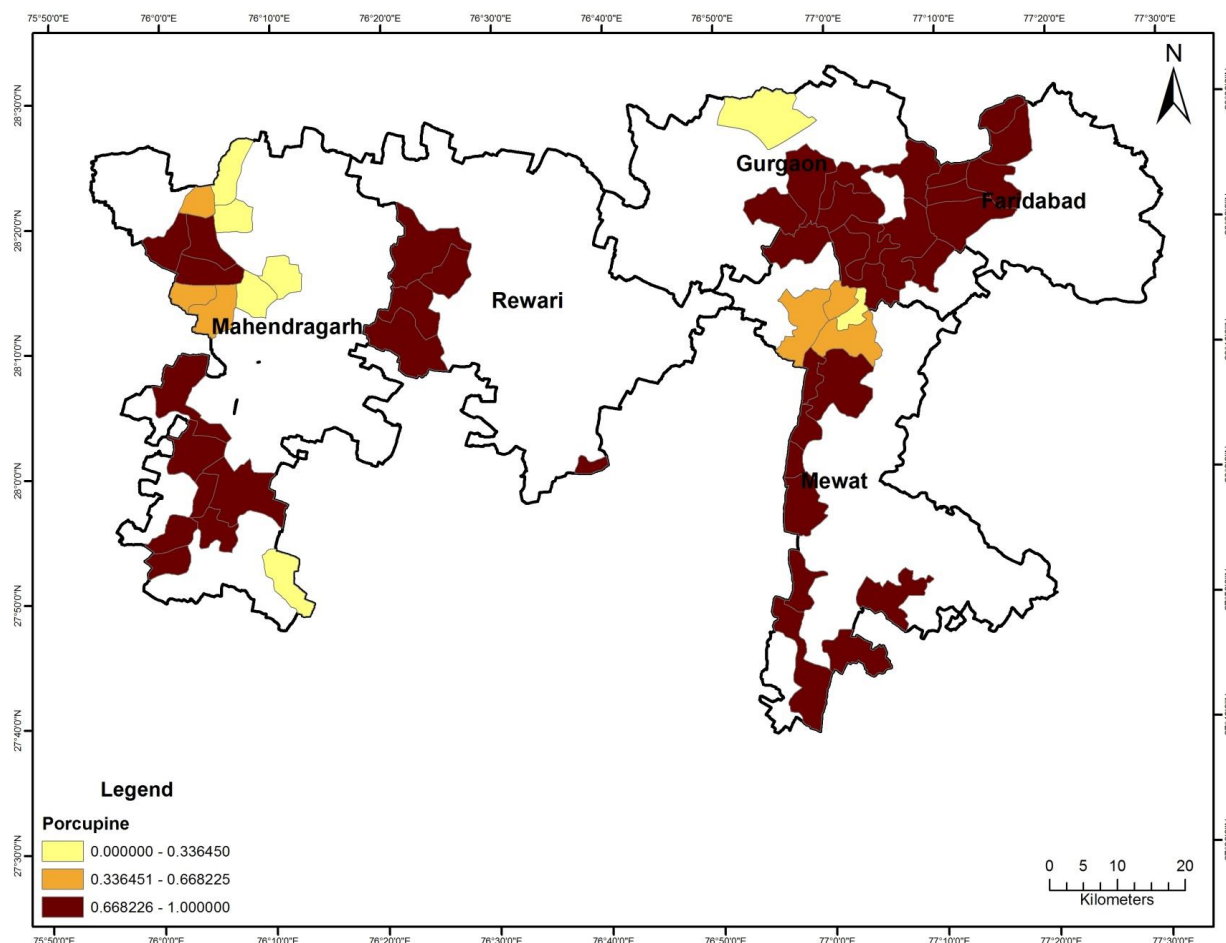 75°50'0"E 76°0'0"E 76°10'0"E 76°20'0"E 76°30'0"E 76°40'0"E 76°50'0"E 77°0'0"E 77°10'0"E 77°20'0"E 77°30'0"E
N
28°30'0"N
Gurgaon
Faridabad
28°20'0"N
Rewari
Mahendragarh
28°10'0"N
28°0'0"N
Mewat
27°50'0"N
27°40'0"N
Legend
Porcupine
27°30'0"N
0.000000 - 0.336450
0.336451 - 0.668225
0.668226 - 1.000000
0 5 10 20
Kilometers
75°50'0"E 76°0'0"E 76°10'0"E 76°20'0"E 76°30'0"E 76°40'0"E 76°50'0"E 77°0'0"E 77°10'0"E 77°20'0"E 77°30'0"E